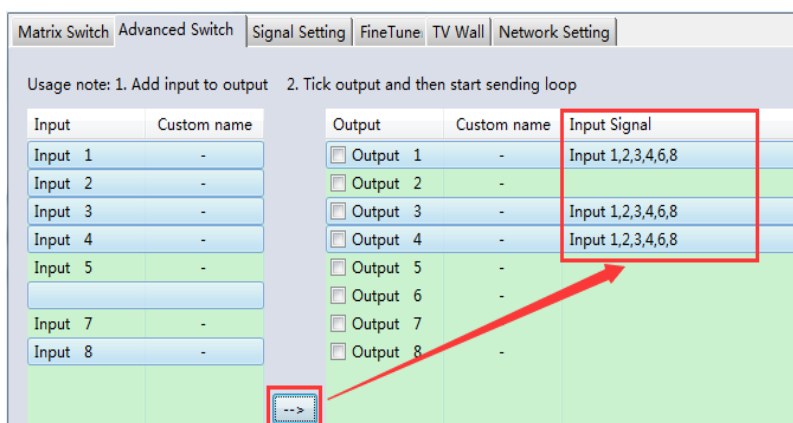 Matrix Switch Advanced Switch Signal Setting FineTune: TV Wall Network Setting
Usage note: 1. Add input to output 2. Tick output and then start sending loop
Input Custom name Output Custom name Input Signal
Input 1 - Output 1 - Input 1,2,3,4,6,8
Input 2 - Output 2 -
Input 3 - Output 3 - Input 1,2,3,4,6,8
Input 4 - Output 4 - Input 1,2,3,4,6,8
Input 5 - Output 5 -
Output 6 -
Input 7 - Output 7
Input 8 - Output 8 -
-->